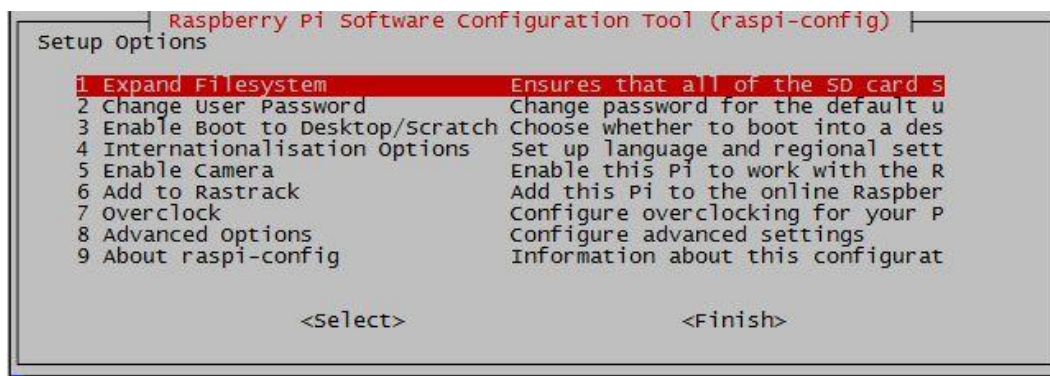 Raspberry Pi Software Configuration Tool (raspi-config)
Setup Options
1 Expand Filesystem Ensures that all of the SD card s
2 Change User Password Change password for the default u
3 Enable Boot to Desktop/Scratch Choose whether to boot into a des
4 Internationalisation Options Set up language and regional sett
5 Enable Camera Enable this Pi to work with the R
6 Add to Rastrack Add this Pi to the online Raspber
7 Overclock Configure overclocking for your P
8 Advanced Options Configure advanced settings
9 About raspi-config Information about this configurat
<Select> <Finish>